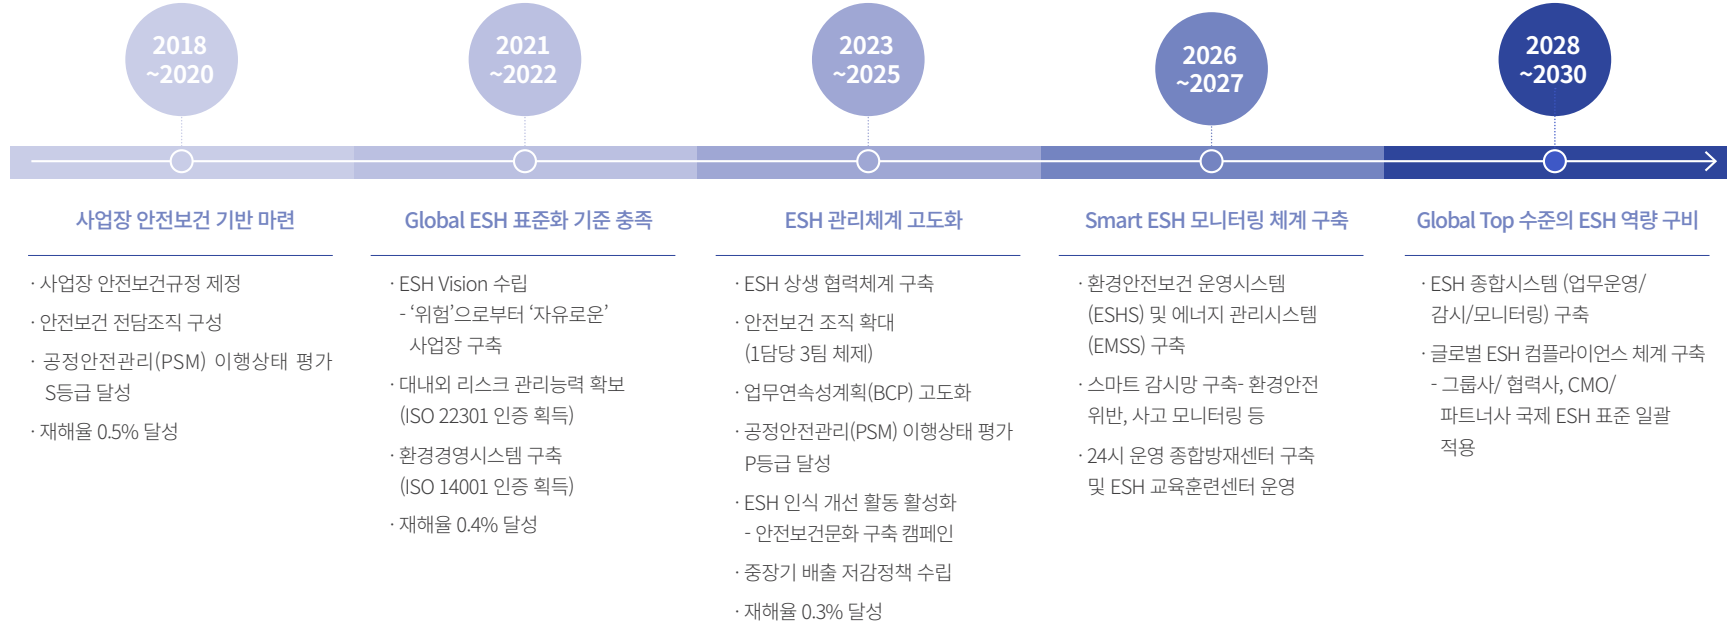 2018
~2020
2021
~2022
2023
~2025
2026
~2027
2028
~2030
사업장 안전보건 기반 마련
· 사업장 안전보건규정 제정
· 안전보건 전담조직 구성
· 공정안전관리(PSM) 이행상태 평가
S등급 달성
· 재해율 0.5% 달성
Global ESH 표준화 기준 충족
· ESH Vision 수립
- ‘위험’으로부터 ‘자유로운’
사업장 구축
· 대내외 리스크 관리능력 확보
(ISO 22301 인증 획득)
· 환경경영시스템 구축
(ISO 14001 인증 획득)
· 재해율 0.4% 달성
ESH 관리체계 고도화
· ESH 상생 협력체계 구축
· 안전보건 조직 확대
(1담당 3팀 체제)
· 업무연속성계획(BCP) 고도화
· 공정안전관리(PSM) 이행상태 평가
P등급 달성
· ESH 인식 개선 활동 활성화
- 안전보건문화 구축 캠페인
· 중장기 배출 저감정책 수립
· 재해율 0.3% 달성
Smart ESH 모니터링 체계 구축
· 환경안전보건 운영시스템
(ESHS) 및 에너지 관리시스템
(EMSS) 구축
· 스마트 감시망 구축- 환경안전
위반, 사고 모니터링 등
· 24시 운영 종합방재센터 구축
및 ESH 교육훈련센터 운영
Global Top 수준의 ESH 역량 구비
· ESH 종합시스템 (업무운영/
감시/모니터링) 구축
· 글로벌 ESH 컴플라이언스 체계 구축
- 그룹사/ 협력사, CMO/
파트너사 국제 ESH 표준 일괄
적용